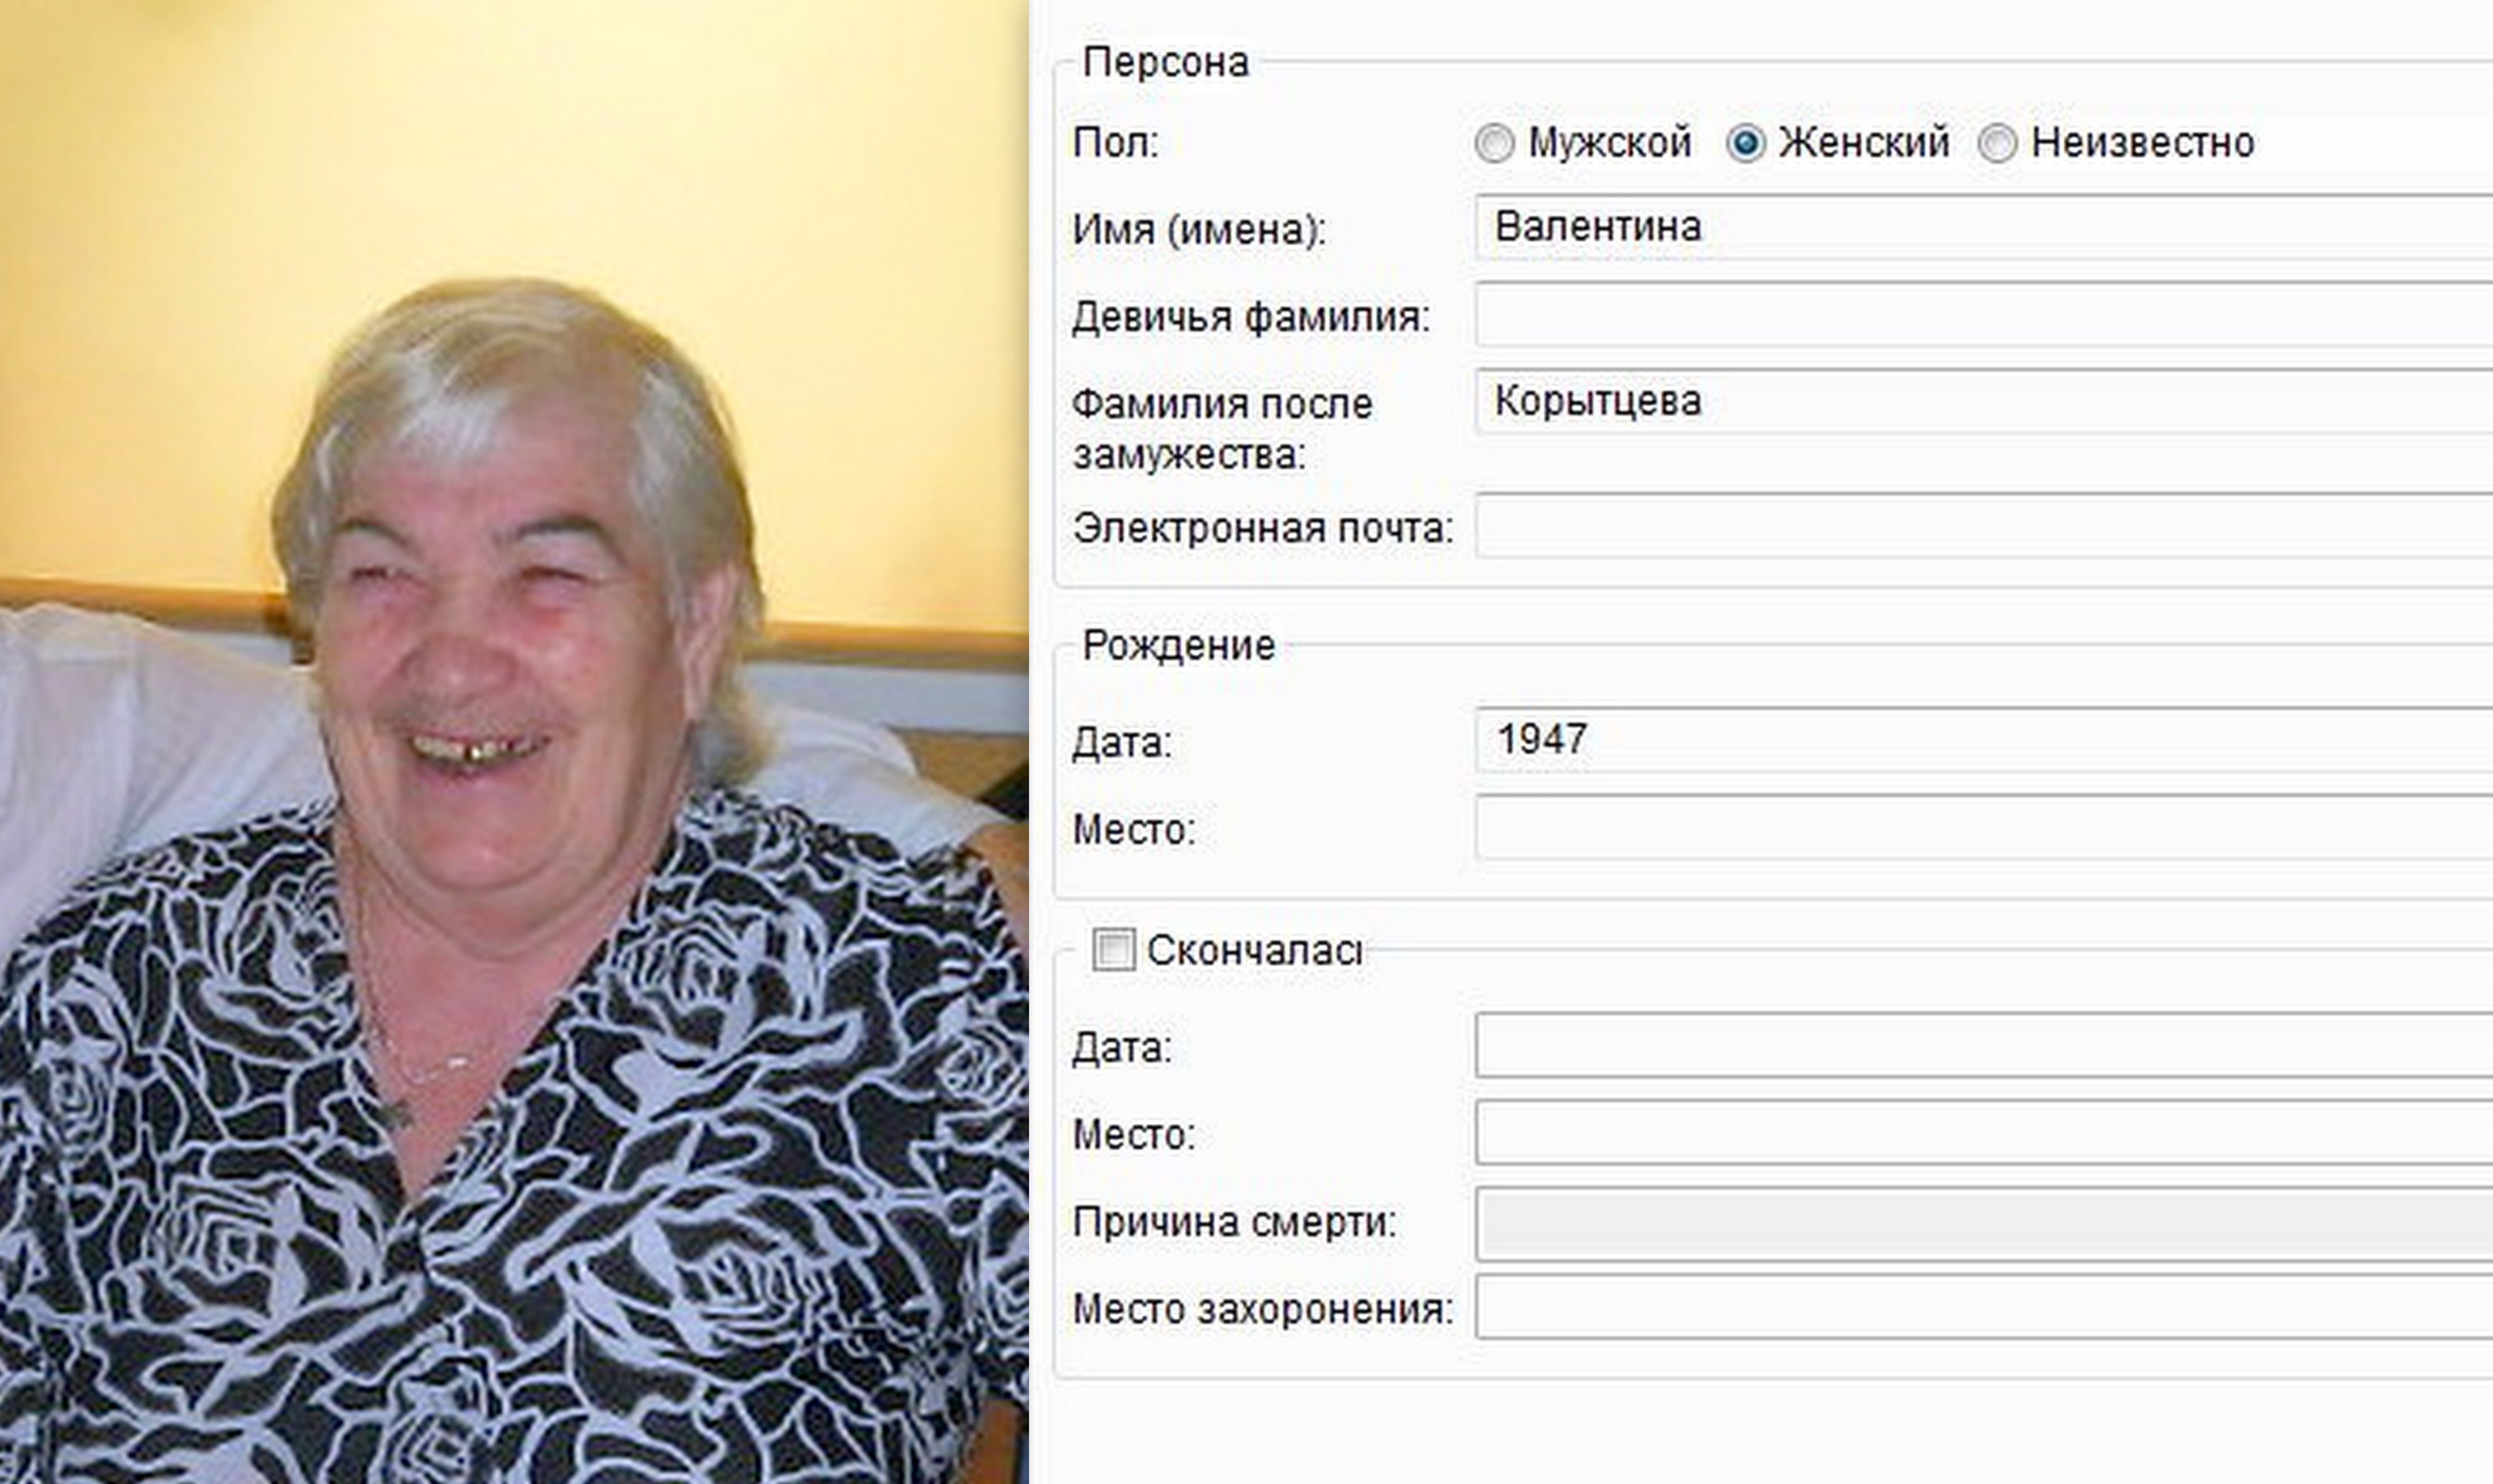 Персона
Пол: Мужской Женский Неизвестно
Имя (имена): Валентина
Девичья фамилия:
Фамилия после Корытцева
замужества:
Электронная почта:
Рождение
Дата: 1947
Место:
Скончалась
Дата:
Место:
Причина смерти:
Место захоронения: